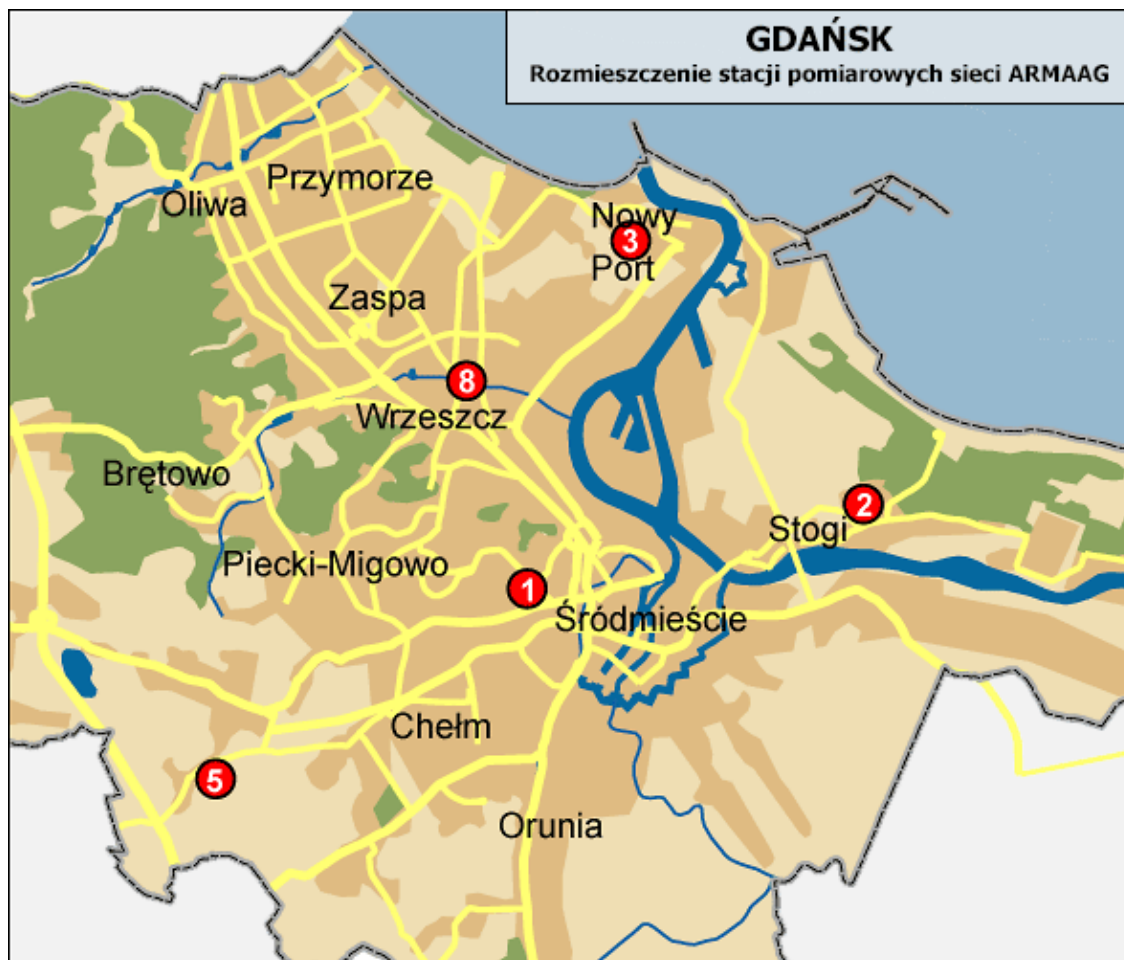 GDAŃSK
Rozmieszczenie stacji pomiarowych sieci ARMAAG
Przymorze
Oliwa
Nowy
3
Port
Zaspa
8
Wrzeszcz
Brętowo
2
Stogi
Piecki-Migowo
1
Śródmieście
Chełm
5
Orunia